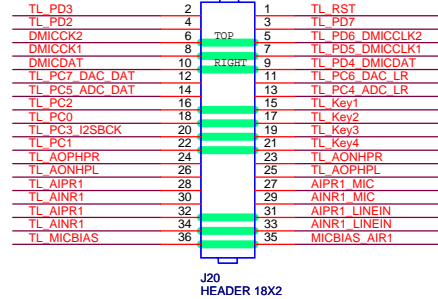 TL_PD3 2 1 TL_RST
TL_PD2 4 3 TL_PD7
DMICCK2 6 TOP 5 TL_PD6_DMICCLK2
DMICCK1 8 7 TL_PD5_DMICCLK1
DMICDAT 10 RIGHT 9 TL_PD4_DMICDAT
TL_PC7_DAC_DAT 12 11 TL_PC6_DAC_LR
TL_PC5_ADC_DAT 14 13 TL_PC4_ADC_LR
TL_PC2 16 15 TL_Key1
TL_PC0 18 17 TL_Key2
TL_PC3_I2SBCK 20 19 TL_Key3
TL_PC1 22 21 TL_Key4
TL_AOPHPR 24 23 TL_AONHPR
TL_AONHPL 26 25 TL_AOPHPL
TL_AIPR1 28 27 AIPR1_MIC
TL_AINR1 30 29 AINR1_MIC
TL_AIPR1 32 31 AIPR1_LINEIN
TL_AINR1 34 33 AINR1_LINEIN
TL_MICBIAS 36 35 MICBIAS_AIR1
J20
HEADER 18X2